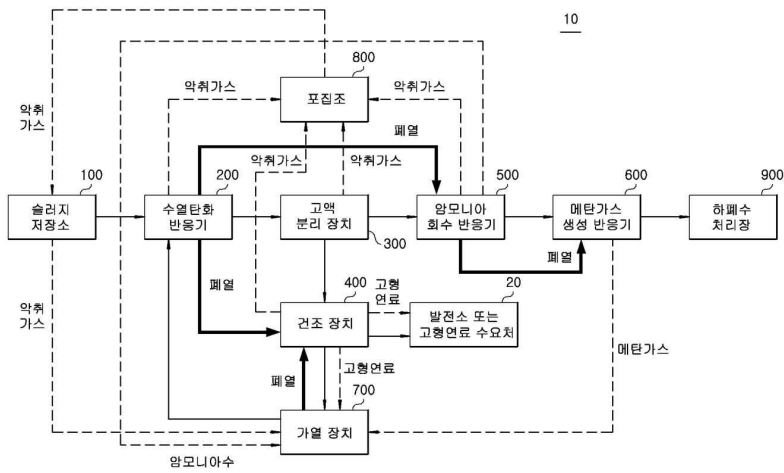 10
800
악취가스
포집조
악취가스
악취
가스
폐열
악취가스
악취가스
100
200
500
600
900
슬러지
저장소
수열탄화
반응기
고액
분리 장치
암모니아
회수 반응기
메탄가스
생성 반응기
하폐수
처리장
300
폐열
폐열
400
고형
연료
20
악취
가스
건조 장치
발전소 또는
고형연료 수요처
메탄가스
폐열
고형연료
700
가열 장치
암모니아수